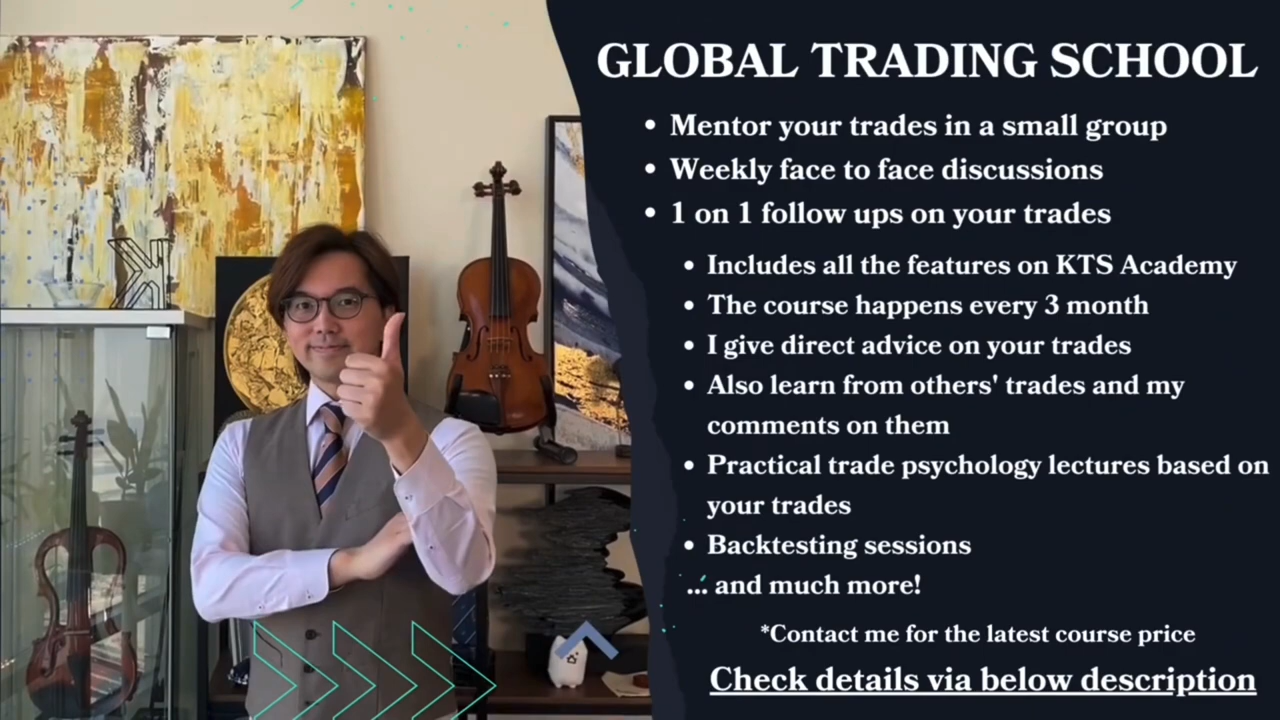 GLOBAL TRADING SCHOOL
• Mentor your trades in a small group
• Weekly face to face discussions
• 1 on 1 follow ups on your trades
• Includes all the features on KTS Academy
• The course happens every 3 month
• I give direct advice on your trades
• Also learn from others' trades and my
comments on them
• Practical trade psychology lectures based on
your trades
• Backtesting sessions
... and much more!
*Contact me for the latest course price
Check details via below description